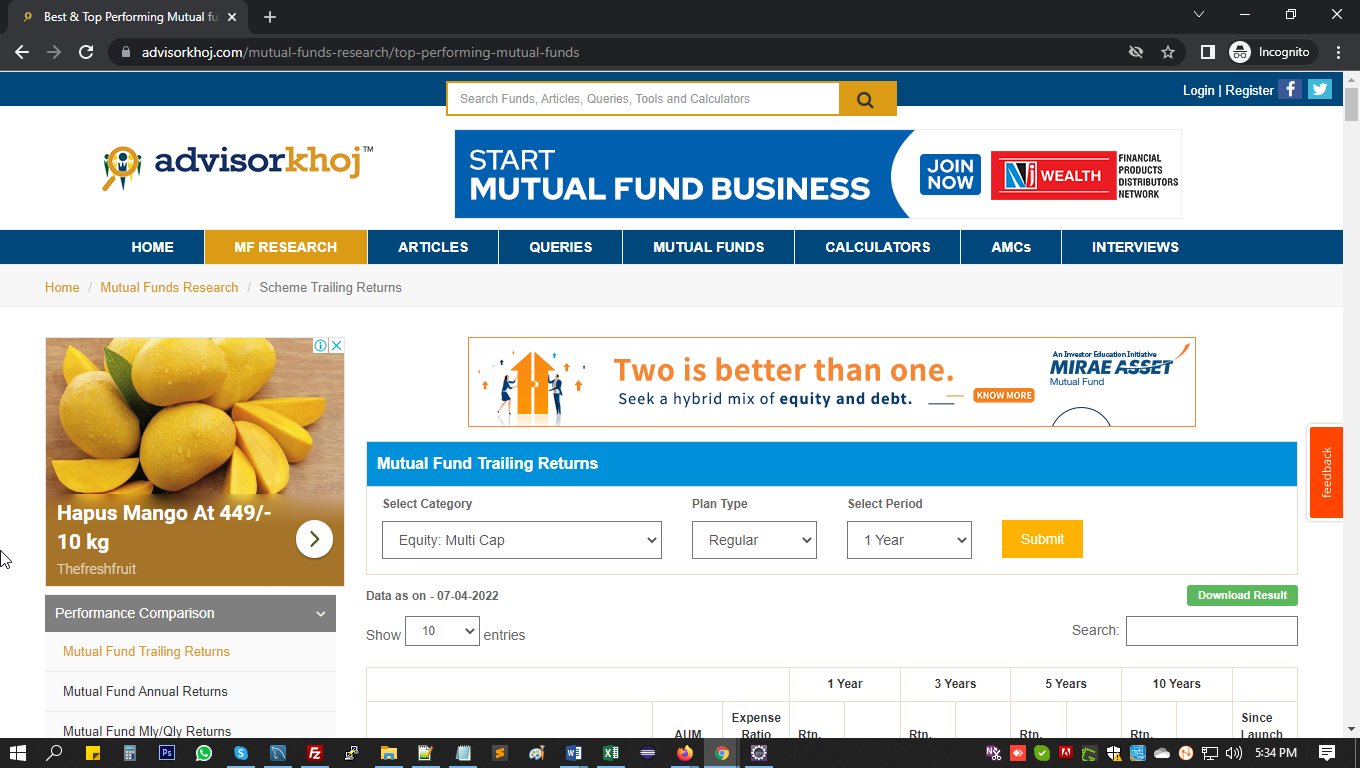 Best & Top Performing Mutual fu
advisorkhoj.com/mutual-funds-research/top-performing-mutual-funds
Incognito
Search Funds, Articles, Queries, Tools and Calculators
Login | Register
advisorkhoj™
START
MUTUAL FUND BUSINESS
JOIN
NOW
NJ WEALTH
FINANCIAL
PRODUCTS
DISTRIBUTORS
NETWORK
HOME
MF RESEARCH
ARTICLES
QUERIES
MUTUAL FUNDS
CALCULATORS
AMCs
INTERVIEWS
Home / Mutual Funds Research / Scheme Trailing Returns
Hapus Mango At 449/-
10 kg
Thefreshfruit
Two is better than one.
Seek a hybrid mix of equity and debt.
KNOW MORE
An Investor Education Initiative
MIRAE ASSET
Mutual Fund
feedback
Mutual Fund Trailing Returns
Select Category
Plan Type
Select Period
Equity: Multi Cap
Regular
1 Year
Submit
Data as on - 07-04-2022
Download Result
Show 10 entries
Search:
Performance Comparison
Mutual Fund Trailing Returns
Mutual Fund Annual Returns
Mutual Fund Mly/Qly Returns
1 Year
3 Years
5 Years
10 Years
AUM
Expense
Ratio
Rtn.
Rtn.
Rtn.
Rtn.
Since
Launch
5:34 PM